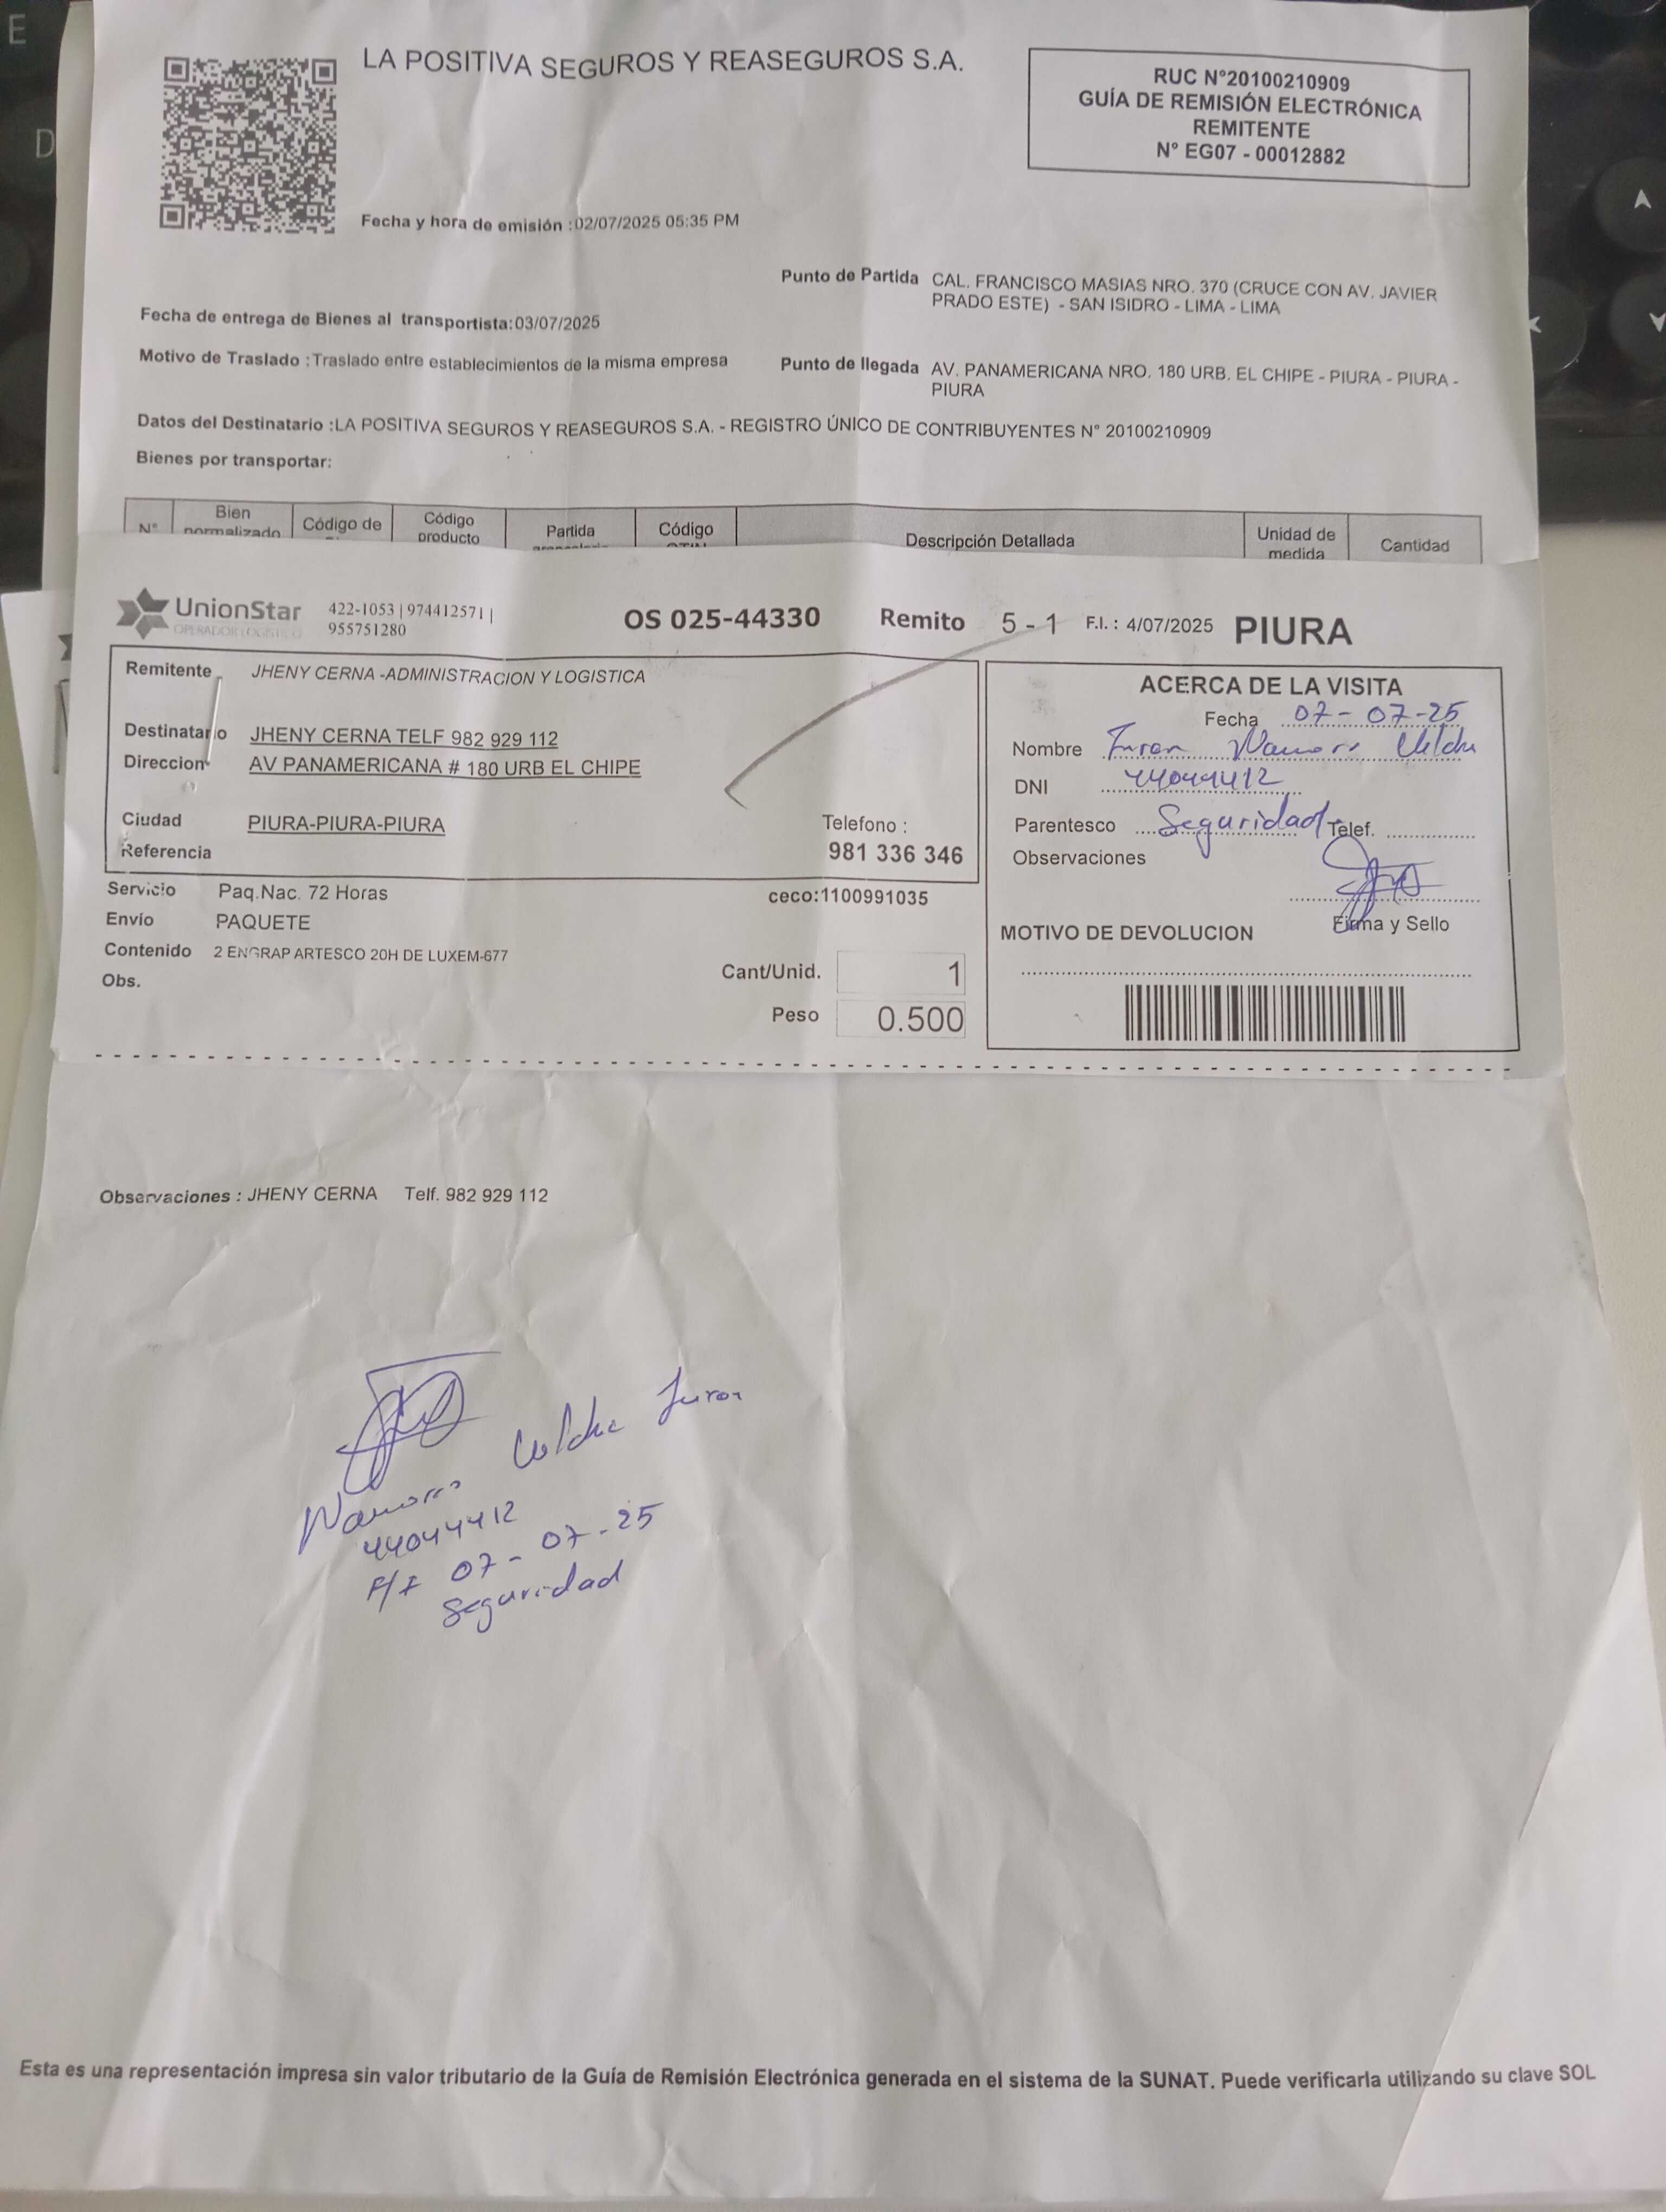 LA POSITIVA SEGUROS Y REASEGUROS S.A.
RUC N°20100210909
GUÍA DE REMISIÓN ELECTRÓNICA
REMITENTE
N° EG07 - 00012882
Fecha y hora de emisión :02/07/2025 05:35 PM
Punto de Partida CAL. FRANCISCO MASIAS NRO. 370 (CRUCE CON AV. JAVIER
PRADO ESTE) - SAN ISIDRO - LIMA - LIMA
Fecha de entrega de Bienes al transportista:03/07/2025
Motivo de Traslado :Traslado entre establecimientos de la misma empresa
Punto de llegada AV. PANAMERICANA NRO. 180 URB. EL CHIPE - PIURA - PIURA -
PIURA
Datos del Destinatario :LA POSITIVA SEGUROS Y REASEGUROS S.A. - REGISTRO ÚNICO DE CONTRIBUYENTES N° 20100210909
Bienes por transportar:
N° Bien normalizado Código de Código producto Partida Código Descripción Detallada Unidad de medida Cantidad
UnionStar
OPERADOR LOGISTICO
422-1053 | 974412571 |
955751280
OS 025-44330 Remito 5 - 1 F.I. : 4/07/2025 PIURA
Remitente JHENY CERNA -ADMINISTRACION Y LOGISTICA
Destinatario JHENY CERNA TELF 982 929 112
Direccion AV PANAMERICANA # 180 URB EL CHIPE
Ciudad PIURA-PIURA-PIURA
Telefono :
Referencia
981 336 346
Servicio Paq.Nac. 72 Horas
ceco:1100991035
Envío PAQUETE
Contenido 2 ENGRAP ARTESCO 20H DE LUXEM-677
Obs.
Cant/Unid. 1
Peso 0.500
ACERCA DE LA VISITA
Fecha 07-07-25
Nombre
DNI 44044412
Parentesco Seguridad Telef.
Observaciones
Firma y Sello
MOTIVO DE DEVOLUCION
Observaciones : JHENY CERNA Telf. 982 929 112
44044412
07-07-25
Seguridad
Esta es una representación impresa sin valor tributario de la Guía de Remisión Electrónica generada en el sistema de la SUNAT. Puede verificarla utilizando su clave SOL
E
D